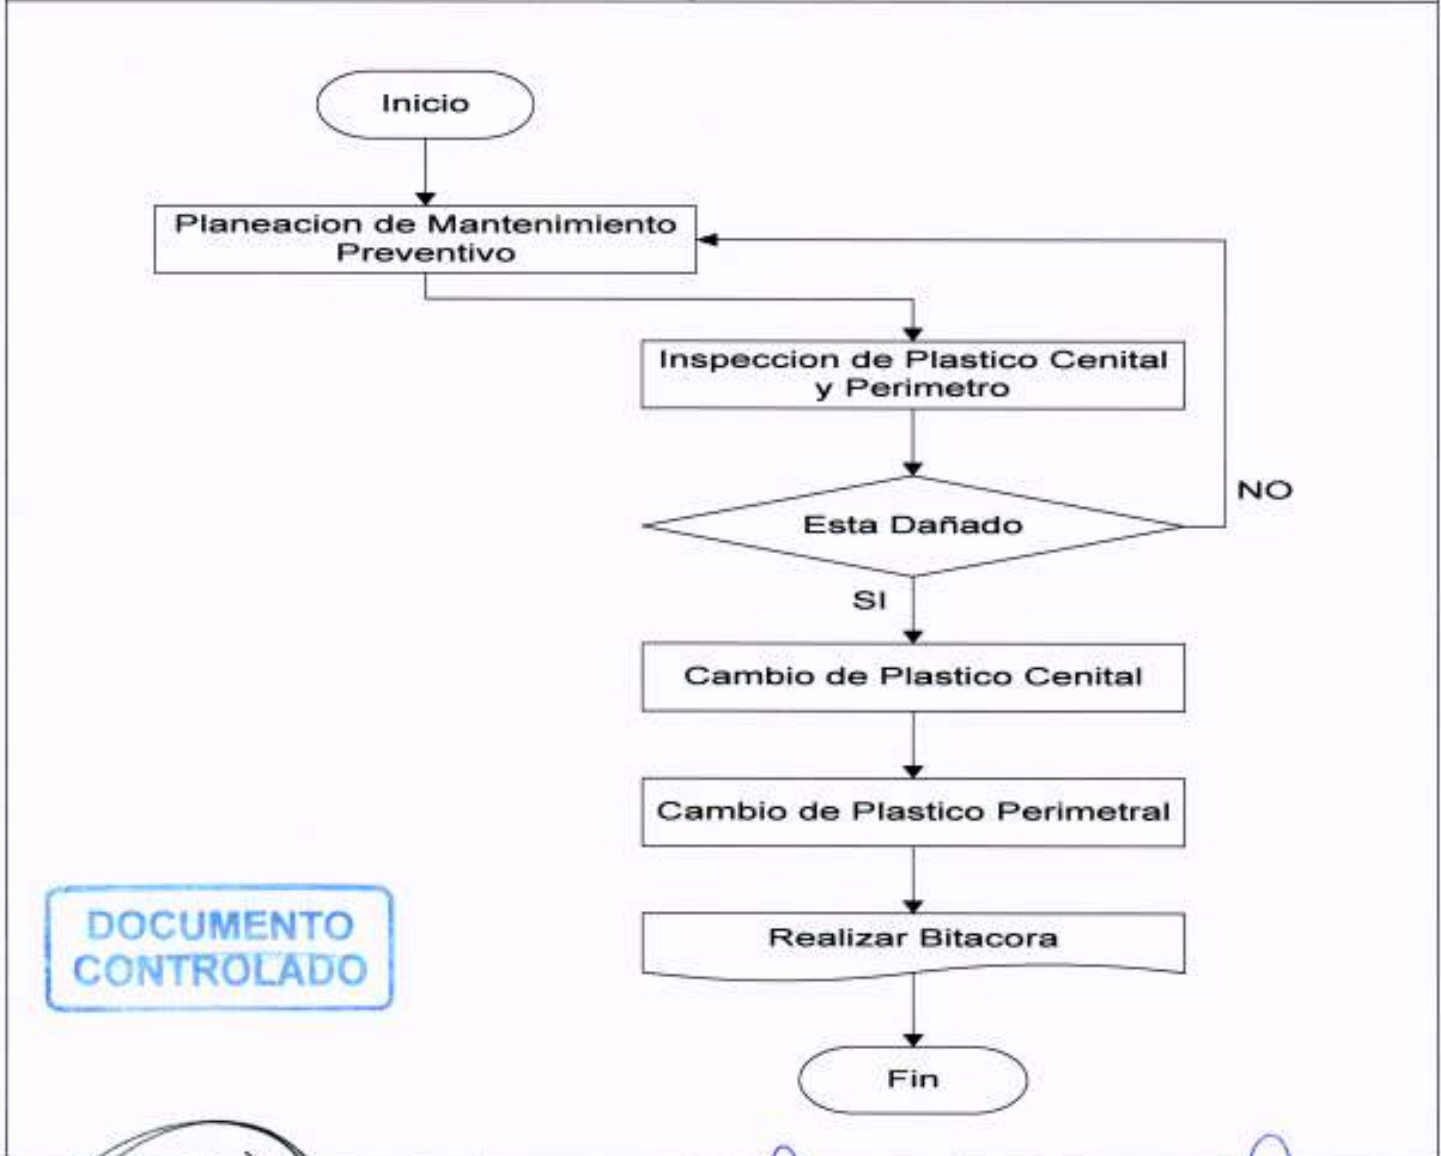 Inicio
Planeacion de Mantenimiento
Preventivo
Inspeccion de Plastico Cenital
y Perimetro
NO
Esta Dañado
SI
Cambio de Plastico Cenital
Cambio de Plastico Perimetral
DOCUMENTO
CONTROLADO
Realizar Bitacora
Fin